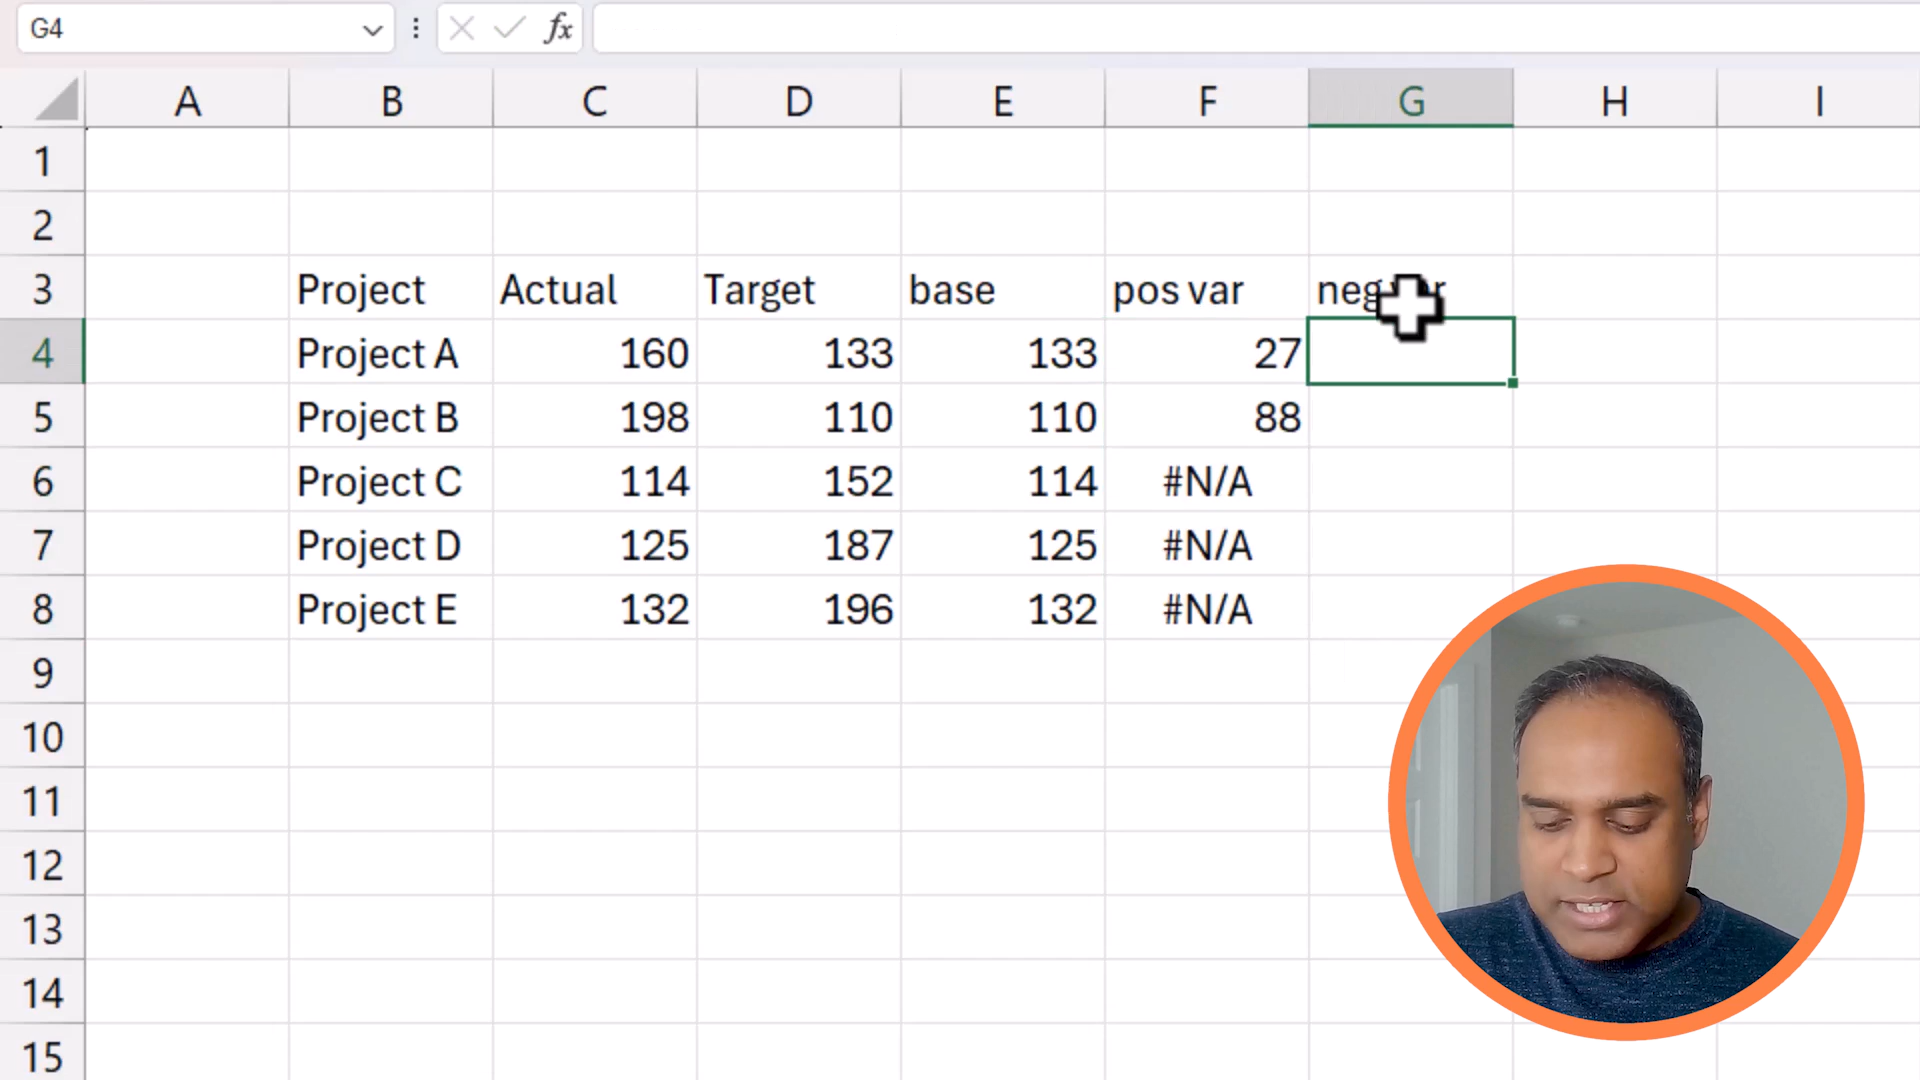 G4
fx
A B C D E F G H I
1
2
3 Project Actual Target base pos var neg var
4 Project A 160 133 133 27
5 Project B 198 110 110 88
6 Project C 114 152 114 #N/A
7 Project D 125 187 125 #N/A
8 Project E 132 196 132 #N/A
9
10
11
12
13
14
15